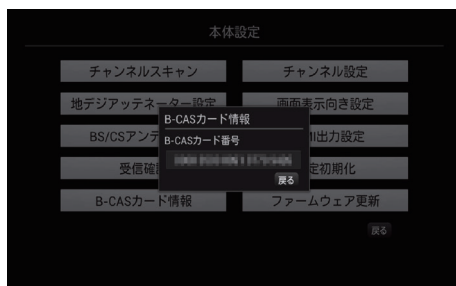 本体設定
チャンネルスキャン
チャンネル設定
地デジアッテネーター設定
画面表示向き設定
B-CASカード情報
B-CASカード番号
戻る
BS/CSアンテ
MI出力設定
受信確
定初期化
B-CASカード情報
ファームウェア更新
戻る